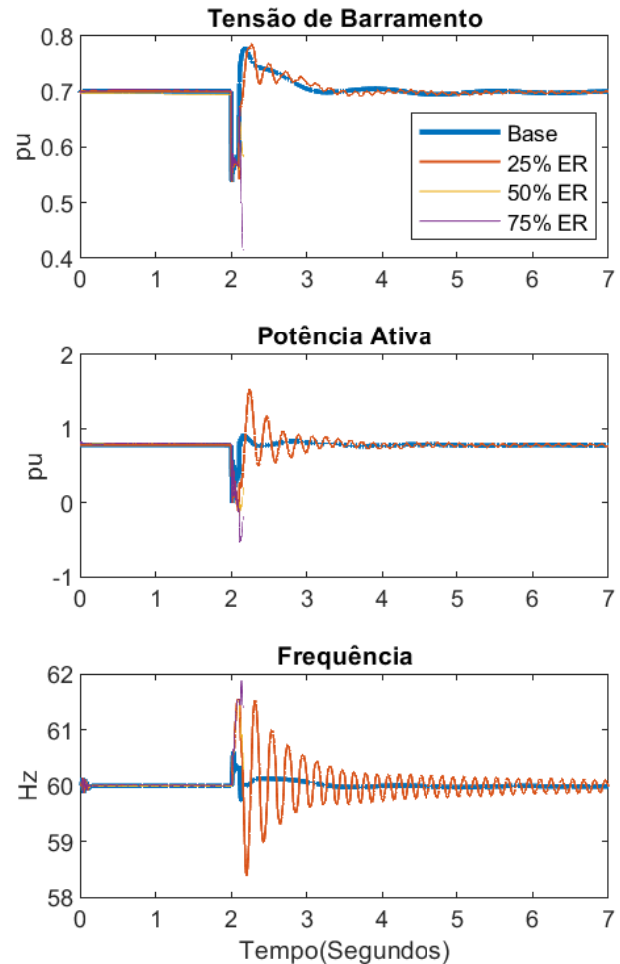 Tensão de Barramento
0.8
0.7
0.6
0.5
0.4
pu
Base
25% ER
50% ER
75% ER
0 1 2 3 4 5 6 7
Potência Ativa
2
1
0
-1
pu
0 1 2 3 4 5 6 7
Frequência
62
61
60
59
58
Hz
0 1 2 3 4 5 6 7
Tempo(Segundos)